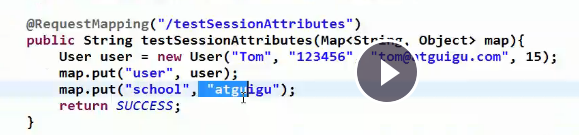 @RequestMapping("/testSessionAttributes")
public String testSessionAttributes(Map<String, Object> map){
User user = new User("Tom", "123456" "tom@atguigu.com", 15);
map.put("user", user);
map.put("school", "atguigu");
return SUCCESS;
}